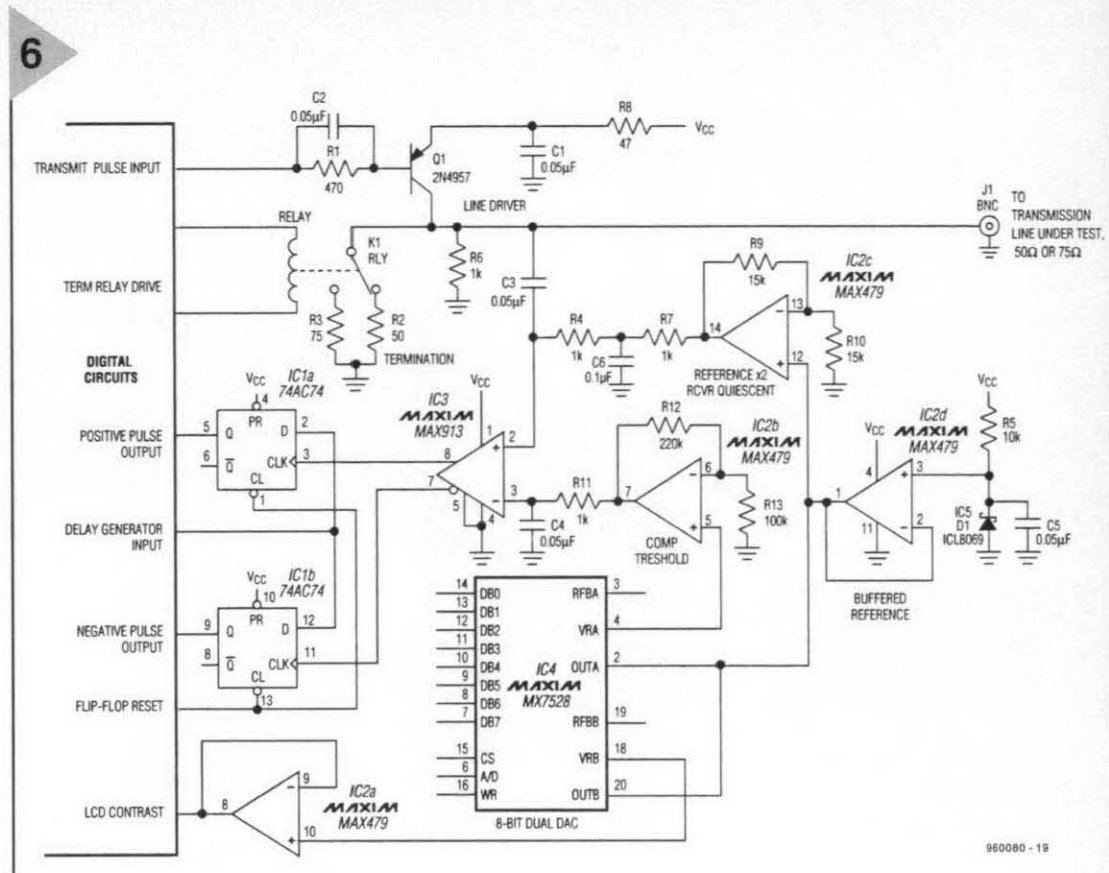 6
C2
0.05µF
R1
470
Q1
2N4957
C1
0.05µF
R8
47
VCC
TRANSMIT PULSE INPUT
RELAY
LINE DRIVER
K1
RLY
R6
1k
C3
0.05µF
J1
BNC
TO
TRANSMISSION
LINE UNDER TEST,
50Ω OR 75Ω
TERM RELAY DRIVE
R3
75
R2
50
TERMINATION
R4
1k
C6
0.1µF
R7
1k
R9
15k
IC2c
MAXIM
MAX479
14
13
12
R10
15k
REFERENCE x2
RCVR QUIESCENT
DIGITAL
CIRCUITS
VCC
IC1a
74AC74
4
PR
5
Q
D
2
6
Q
CLK
3
CL
1
POSITIVE PULSE
OUTPUT
IC3
MAXIM
MAX913
VCC
1
2
3
4
5
7
8
+
−
C4
0.05µF
R11
1k
R12
220k
IC2b
MAXIM
MAX479
7
6
5
−
+
R13
100k
COMP
TRESHOLD
IC2d
MAXIM
MAX479
VCC
4
1
3
2
11
+
−
VCC
R5
10k
IC5
D1
ICL8069
C5
0.05µF
BUFFERED
REFERENCE
DELAY GENERATOR
INPUT
VCC
IC1b
74AC74
10
PR
9
Q
D
12
8
Q
CLK
11
CL
13
NEGATIVE PULSE
OUTPUT
FLIP-FLOP RESET
14 DB0 RFBA 3
13 DB1
12 DB2 VRA 4
11 DB3
10 DB4 OUTA 2
9 DB5
8 DB6
7 DB7 RFBB 19
IC4
MAXIM
MX7528
15 CS VRB 18
6 A/D
16 WR OUTB 20
8-BIT DUAL DAC
LCD CONTRAST
8
9
10
−
+
IC2a
MAXIM
MAX479
960080 - 19